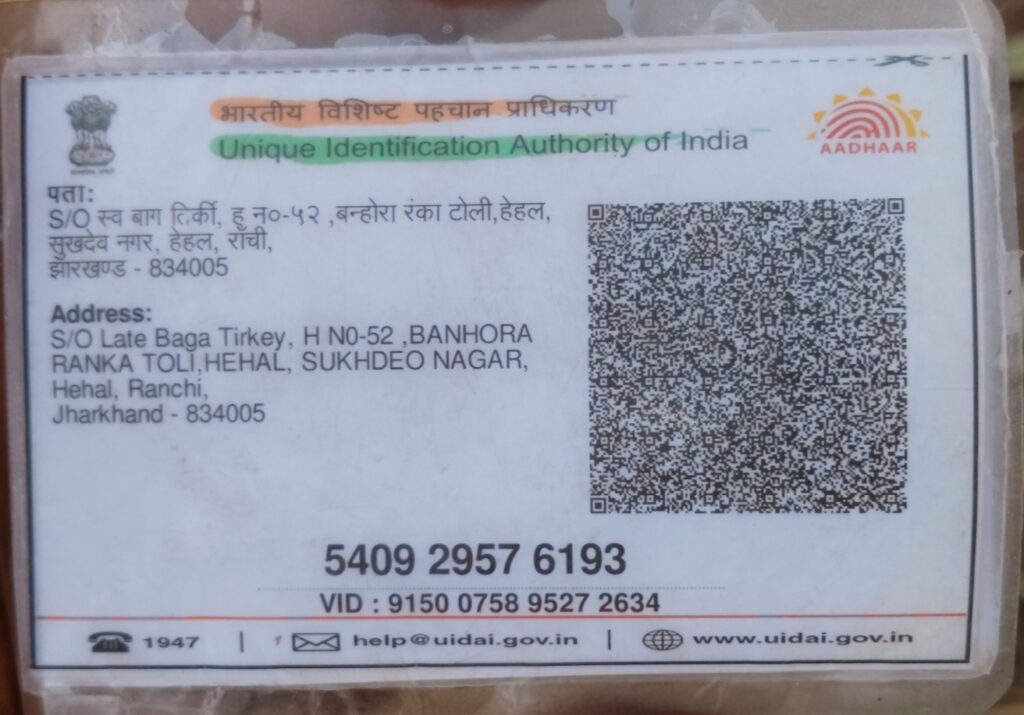 भारतीय विशिष्ट पहचान प्राधिकरण
Unique Identification Authority of India
AADHAAR
पता:
S/O स्व बाग तिर्की, ह न०-५२ ,बन्होरा रंका टोली,हेहल,
सुखदेव नगर, हेहल, राँची,
झारखण्ड - 834005
Address:
S/O Late Baga Tirkey, H N0-52 ,BANHORA
RANKA TOLI,HEHAL, SUKHDEO NAGAR,
Hehal, Ranchi,
Jharkhand - 834005
5409 2957 6193
VID : 9150 0758 9527 2634
1947 | help@uidai.gov.in | www.uidai.gov.in